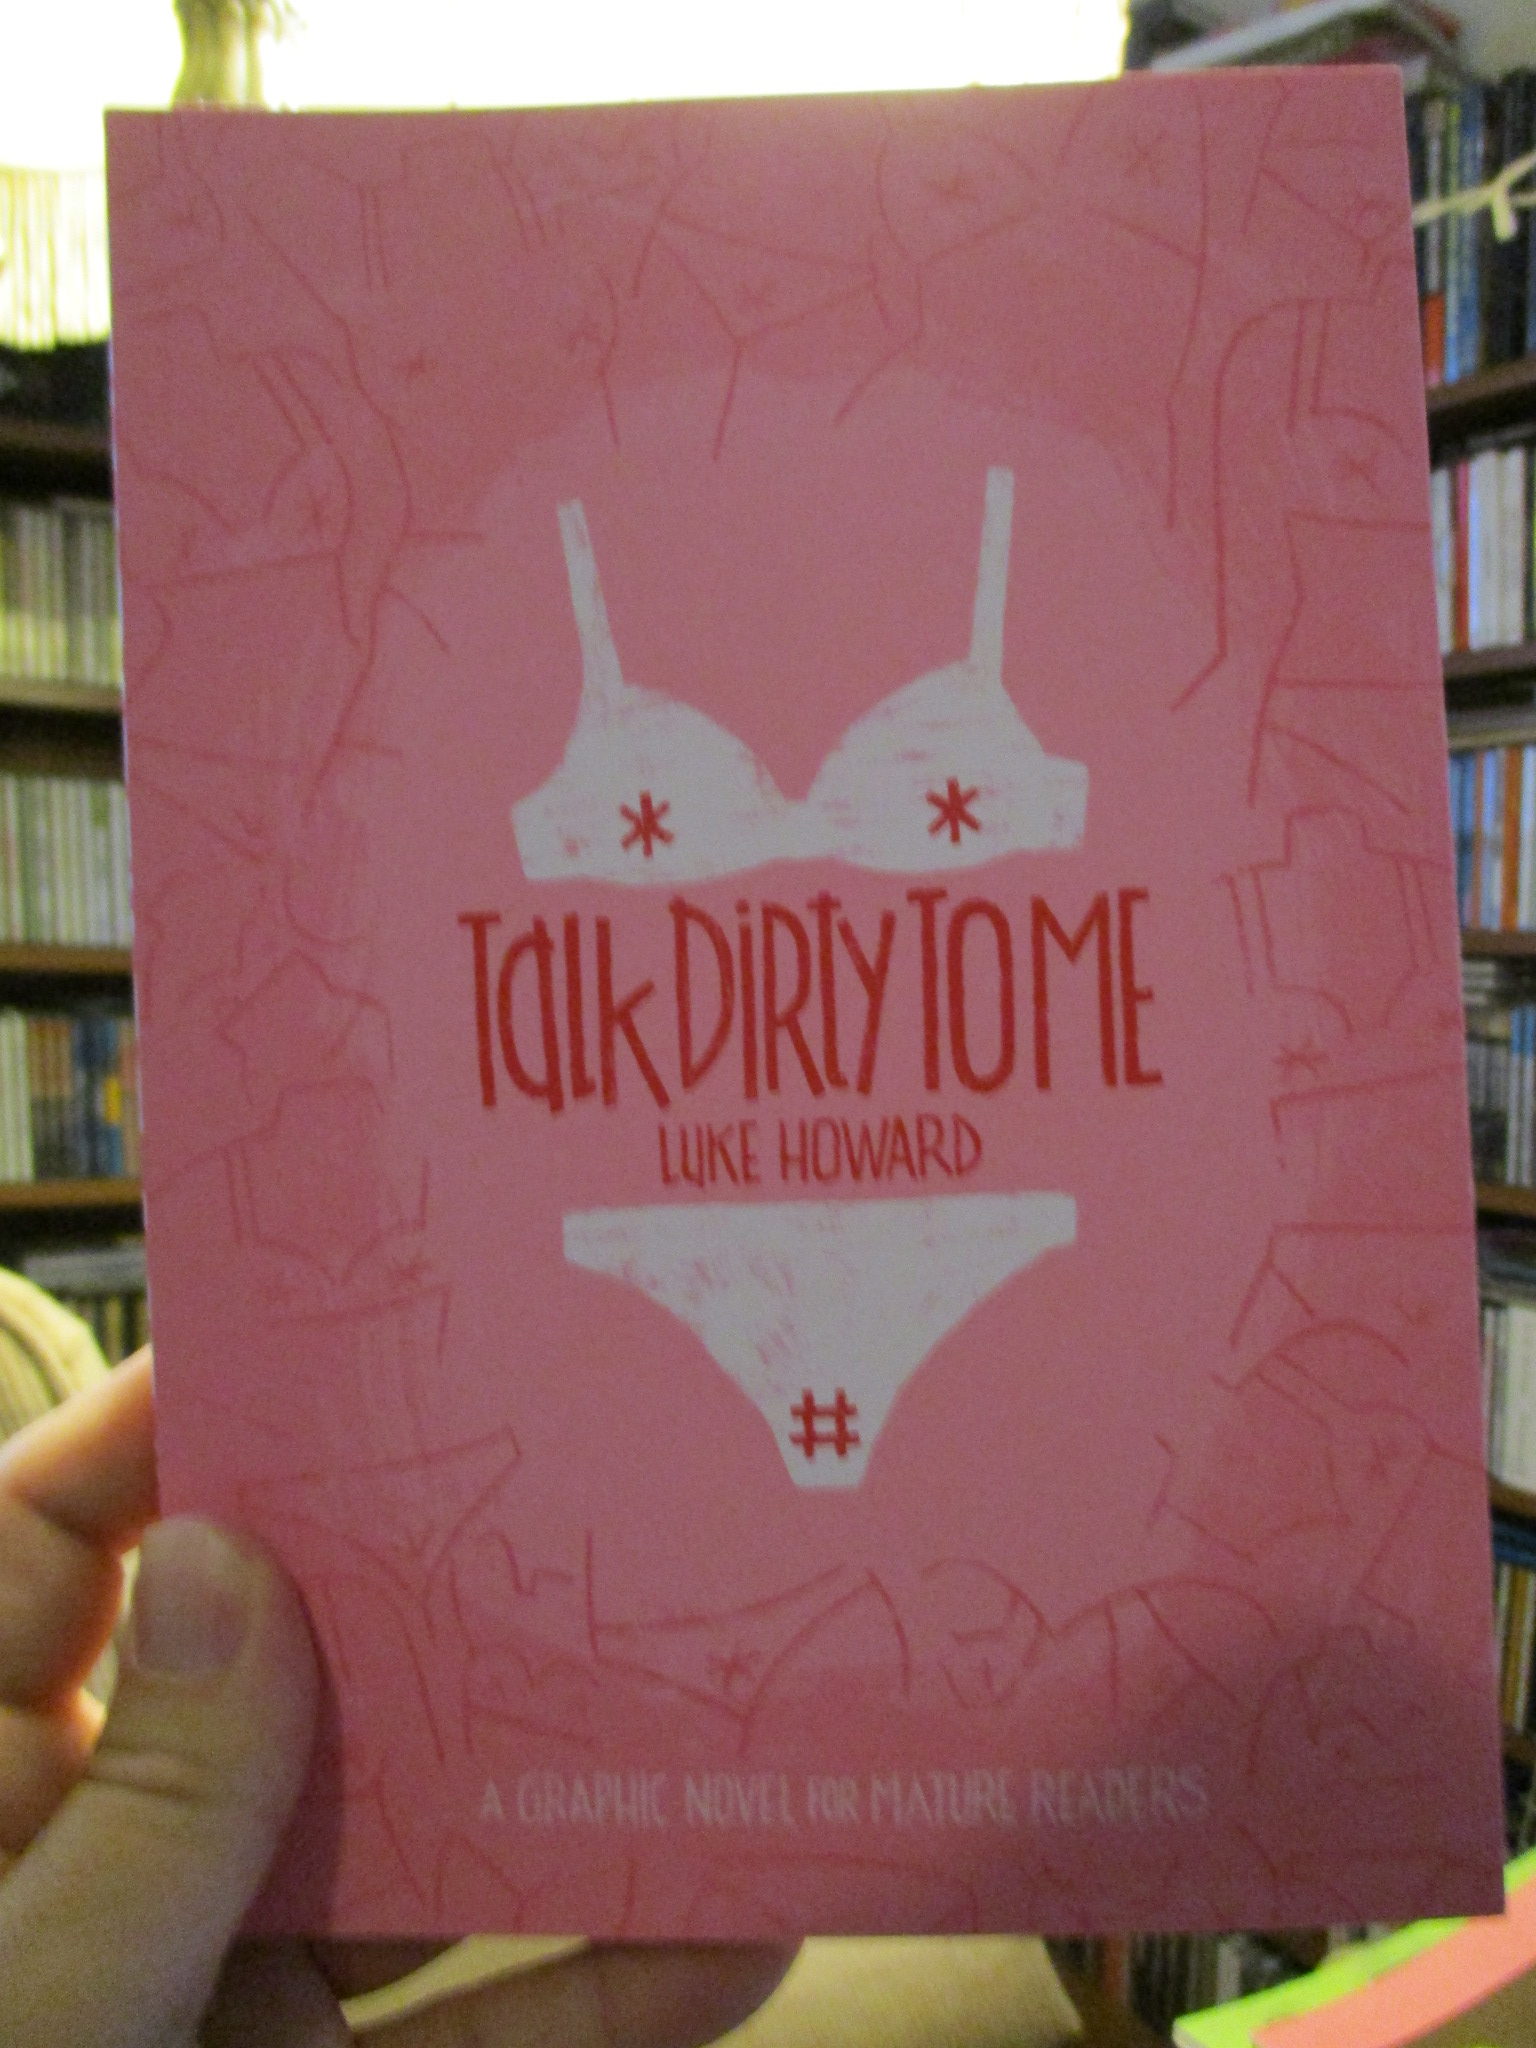 * *
Talk DiRty TO ME
LUKE HOWARD
#
A GRAPHIC NOVEL FOR MATURE READERS